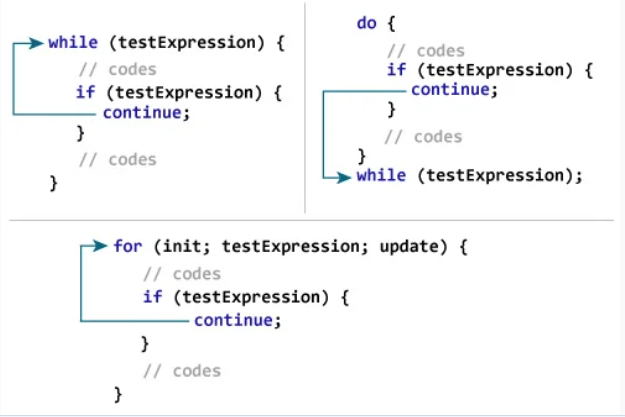 while (testExpression) {
// codes
if (testExpression) {
continue;
}
// codes
}
do {
// codes
if (testExpression) {
continue;
}
// codes
}
while (testExpression);
for (init; testExpression; update) {
// codes
if (testExpression) {
continue;
}
// codes
}